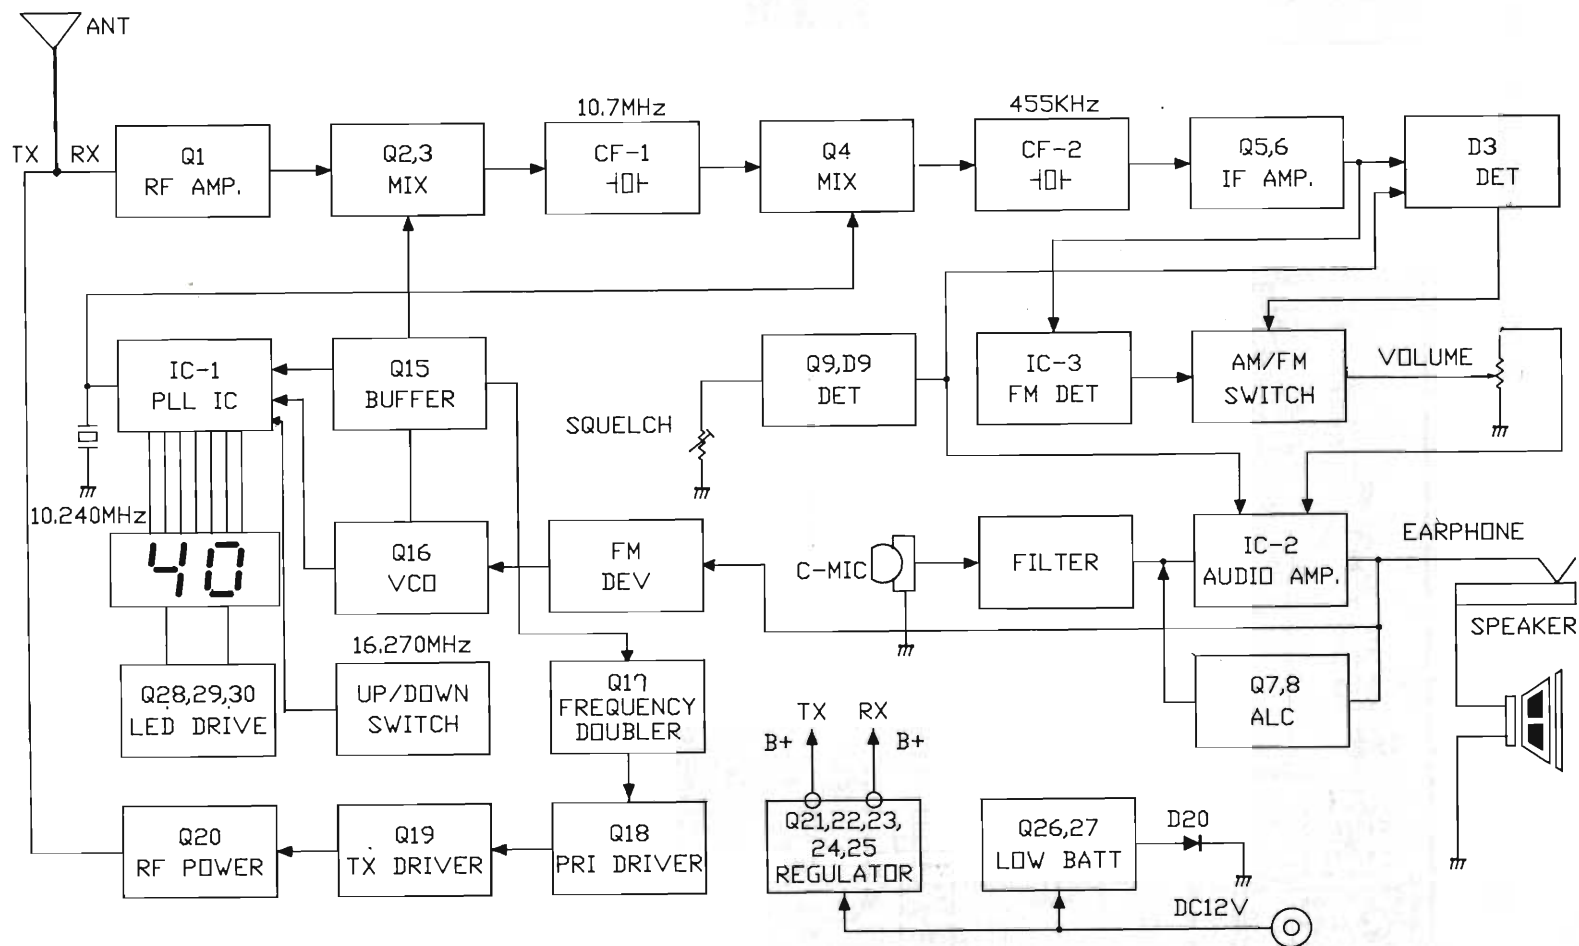 ANT
TX
RX
Q1
RF AMP.
Q2,3
MIX
10.7MHz
CF-1
Q4
MIX
455KHz
CF-2
Q5,6
IF AMP.
D3
DET
IC-1
PLL IC
Q15
BUFFER
Q9,D9
DET
IC-3
FM DET
AM/FM
SWITCH
VOLUME
SQUELCH
10.240MHz
40
Q16
VCO
FM
DEV
C-MIC
FILTER
IC-2
AUDIO AMP.
EARPHONE
SPEAKER
16.270MHz
Q28,29,30
LED DRIVE
UP/DOWN
SWITCH
Q17
FREQUENCY
DOUBLER
Q7,8
ALC
TX
RX
B+
B+
Q20
RF POWER
Q19
TX DRIVER
Q18
PRI DRIVER
Q21,22,23,
24,25
REGULATOR
Q26,27
LOW BATT
D20
DC12V